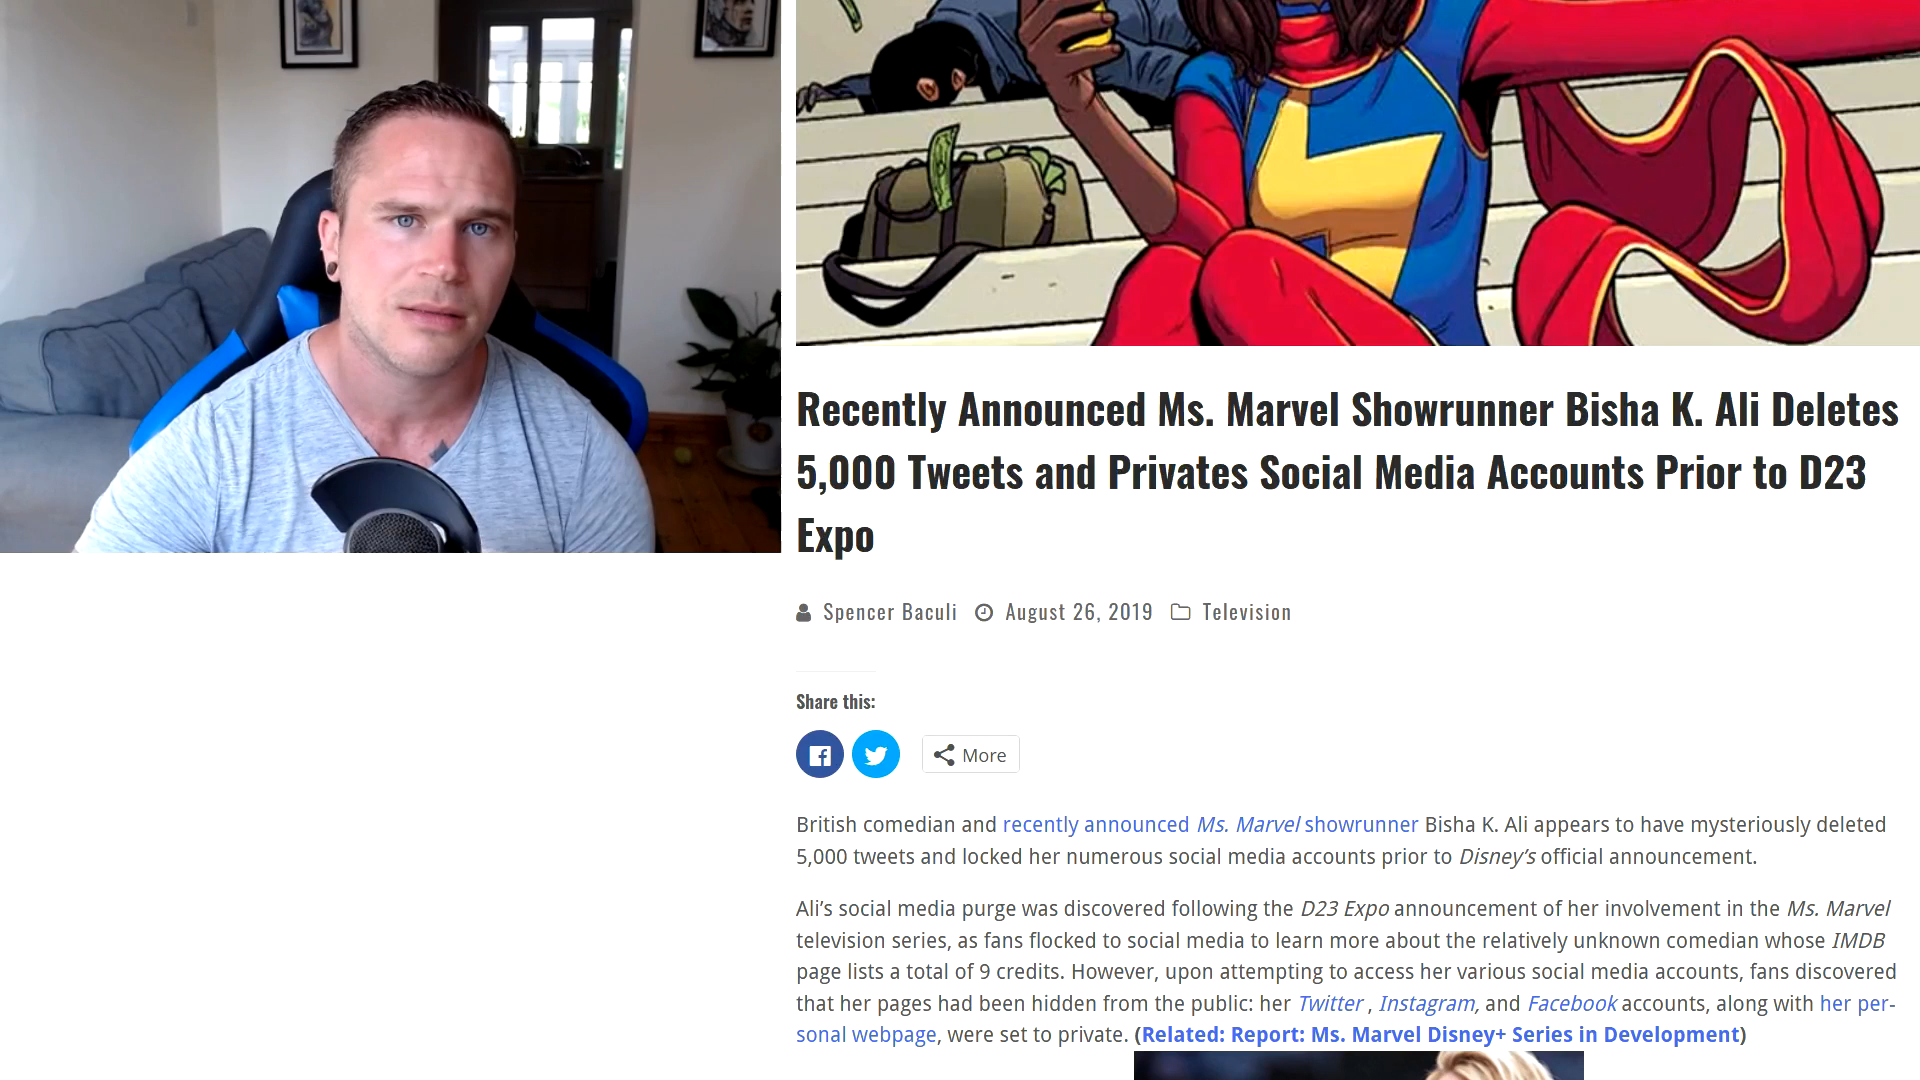 Recently Announced Ms. Marvel Showrunner Bisha K. Ali Deletes
5,000 Tweets and Privates Social Media Accounts Prior to D23
Expo
Spencer Baculi August 26, 2019 Television
Share this:
More
British comedian and recently announced Ms. Marvel showrunner Bisha K. Ali appears to have mysteriously deleted
5,000 tweets and locked her numerous social media accounts prior to Disney’s official announcement.
Ali’s social media purge was discovered following the D23 Expo announcement of her involvement in the Ms. Marvel
television series, as fans flocked to social media to learn more about the relatively unknown comedian whose IMDB
page lists a total of 9 credits. However, upon attempting to access her various social media accounts, fans discovered
that her pages had been hidden from the public: her Twitter , Instagram, and Facebook accounts, along with her per-
sonal webpage, were set to private. (Related: Report: Ms. Marvel Disney+ Series in Development)